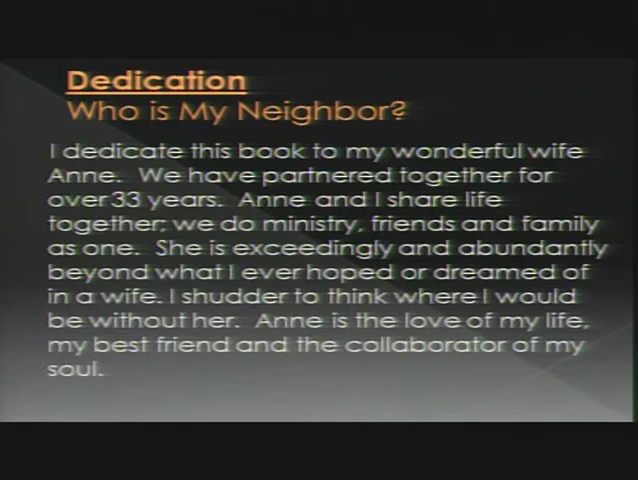 Dedication
Who is My Neighbor?
I dedicate this book to my wonderful wife
Anne.  We have partnered together for
over 33 years.  Anne and I share life
together; we do ministry, friends and family
as one.  She is exceedingly and abundantly
beyond what I ever hoped or dreamed of
in a wife. I shudder to think where I would
be without her.  Anne is the love of my life,
my best friend and the collaborator of my
soul.